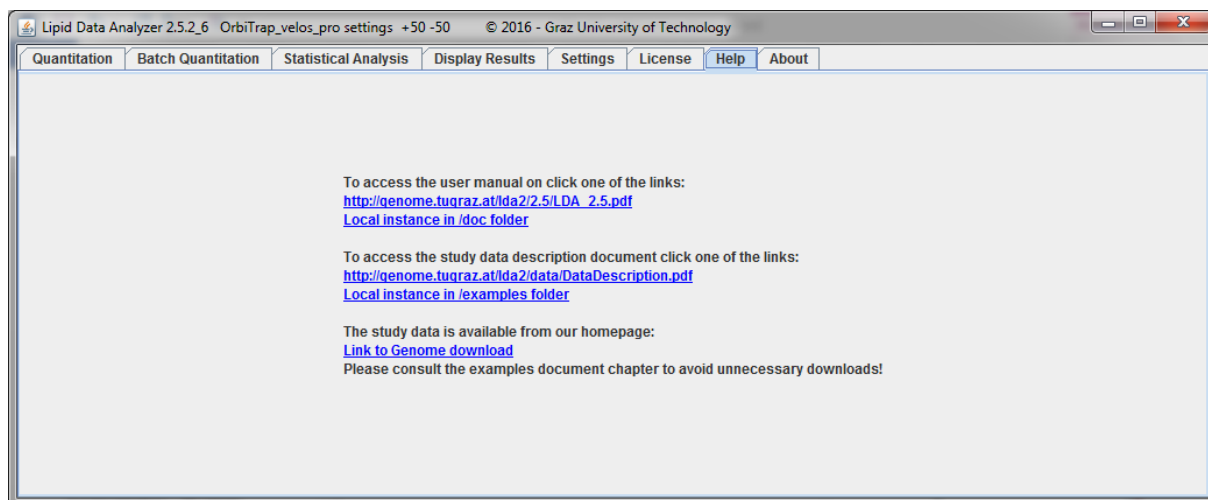 Lipid Data Analyzer 2.5.2_6 OrbiTrap_velos_pro settings +50 -50 © 2016 - Graz University of Technology
Quantitation Batch Quantitation Statistical Analysis Display Results Settings License Help About
To access the user manual on click one of the links:
http://genome.tugraz.at/lda2/2.5/LDA_2.5.pdf
Local instance in /doc folder
To access the study data description document click one of the links:
http://genome.tugraz.at/lda2/data/DataDescription.pdf
Local instance in /examples folder
The study data is available from our homepage:
Link to Genome download
Please consult the examples document chapter to avoid unnecessary downloads!